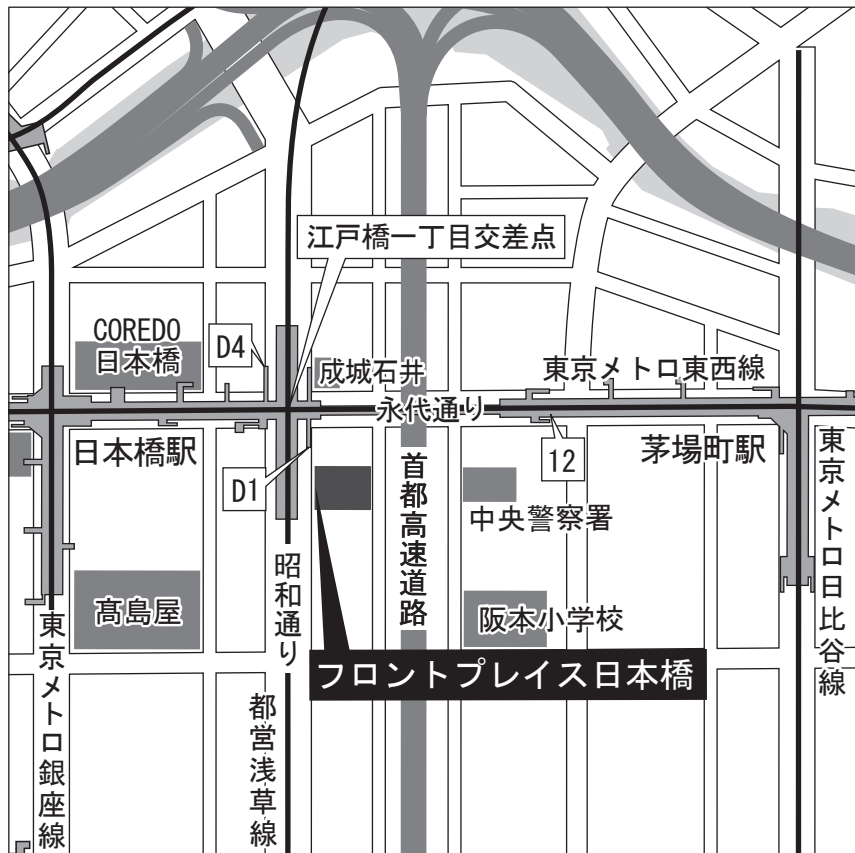 江戸橋一丁目交差点
COREDO
日本橋
D4
成城石井
東京メトロ東西線
永代通り
日本橋駅
D1
12
茅場町駅
首都高速道路
中央警察署
昭和通り
髙島屋
阪本小学校
フロントプレイス日本橋
東京メトロ銀座線
都営浅草線
東京メトロ日比谷線